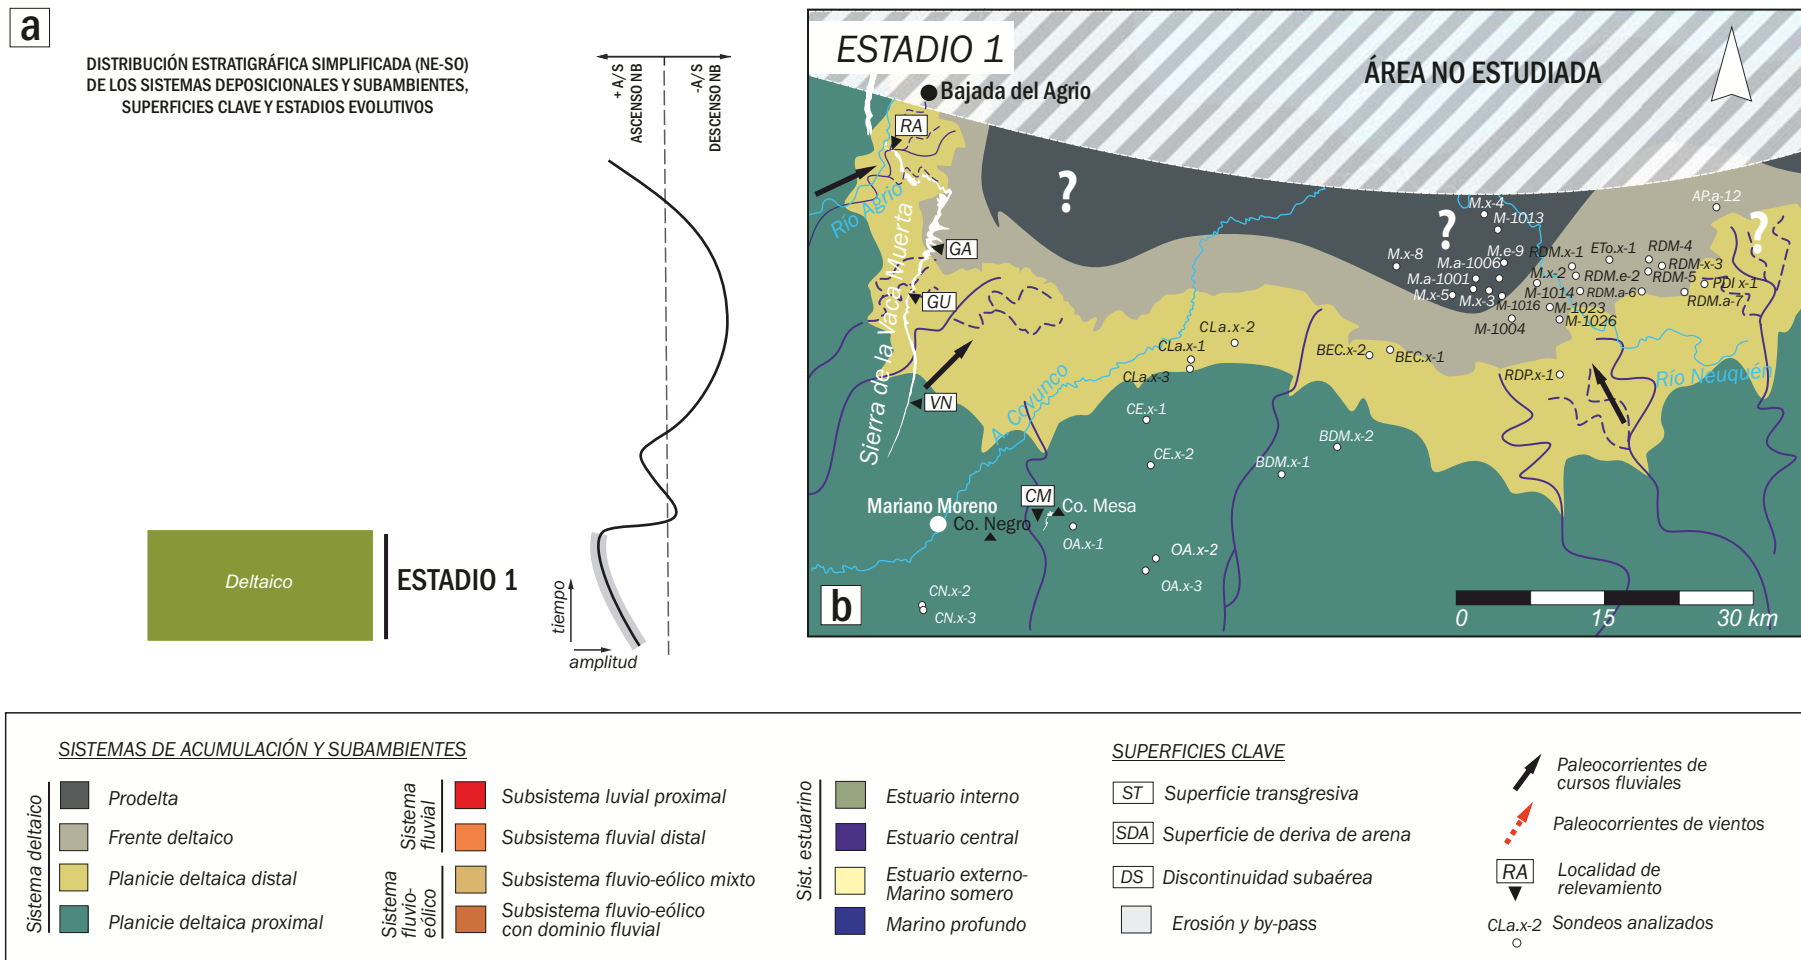 a
DISTRIBUCIÓN ESTRATIGRÁFICA SIMPLIFICADA (NE-SO)
DE LOS SISTEMAS DEPOSICIONALES Y SUBAMBIENTES,
SUPERFICIES CLAVE Y ESTADIOS EVOLUTIVOS
+ A/S
ASCENSO NB
-A/S
DESCENSO NB
Deltaico
ESTADIO 1
tiempo
amplitud
b
ESTADIO 1
ÁREA NO ESTUDIADA
Bajada del Agrio
RA
Río Agrio
Sierra de la Vaca Muerta
GA
GU
VN
A. Covunco
?
?
?
M.x-4
M-1013
AP.a-12
M.x-8
M.e-9
M.a-1006
M.a-1001
M.x-5
M.x-3
RDM.x-1
ETo.x-1
RDM-4
RDM-x-3
M.x-2
RDM.e-2
RDM-5
PDI x-1
M-1014
RDM.a-6
RDM.a-7
M-1016
M-1023
M-1004
M-1026
CLa.x-2
CLa.x-1
CLa.x-3
BEC.x-2
BEC.x-1
RDP.x-1
Río Neuquén
CE.x-1
CE.x-2
BDM.x-2
BDM.x-1
Mariano Moreno
Co. Negro
CM
Co. Mesa
OA.x-1
OA.x-2
OA.x-3
CN.x-2
CN.x-3
0 15 30 km
SISTEMAS DE ACUMULACIÓN Y SUBAMBIENTES
Sistema deltaico
Prodelta
Frente deltaico
Planicie deltaica distal
Planicie deltaica proximal
Sistema
fluvial
Subsistema luvial proximal
Subsistema fluvial distal
Sistema
fluvio-
eólico
Subsistema fluvio-eólico mixto
Subsistema fluvio-eólico
con dominio fluvial
Sist. estuarino
Estuario interno
Estuario central
Estuario externo-
Marino somero
Marino profundo
SUPERFICIES CLAVE
ST Superficie transgresiva
SDA Superficie de deriva de arena
DS Discontinuidad subaérea
Erosión y by-pass
Paleocorrientes de
cursos fluviales
Paleocorrientes de vientos
RA Localidad de
relevamiento
CLa.x-2 Sondeos analizados